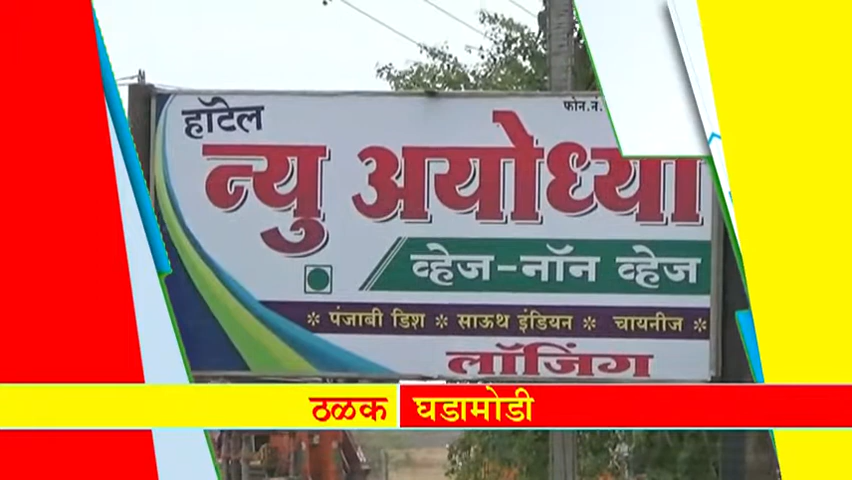 हॉटेल
फोन.नं.
न्यु अयोध्या
व्हेज-नॉन व्हेज
* पंजाबी डिश * साऊथ इंडियन * चायनीज *
लॉजिंग
ठळक घडामोडी